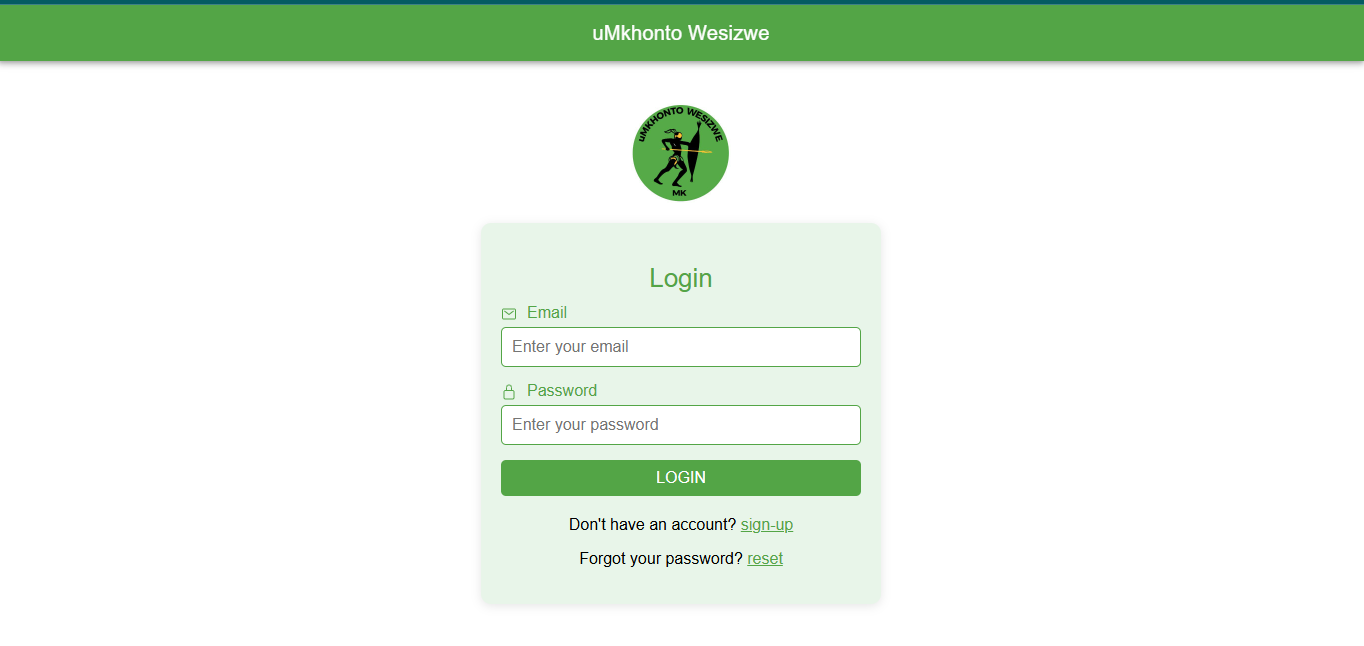 uMkhonto Wesizwe
uMKHONTO WESIZWE
MK
Login
Email
Enter your email
Password
Enter your password
LOGIN
Don't have an account? sign-up
Forgot your password? reset